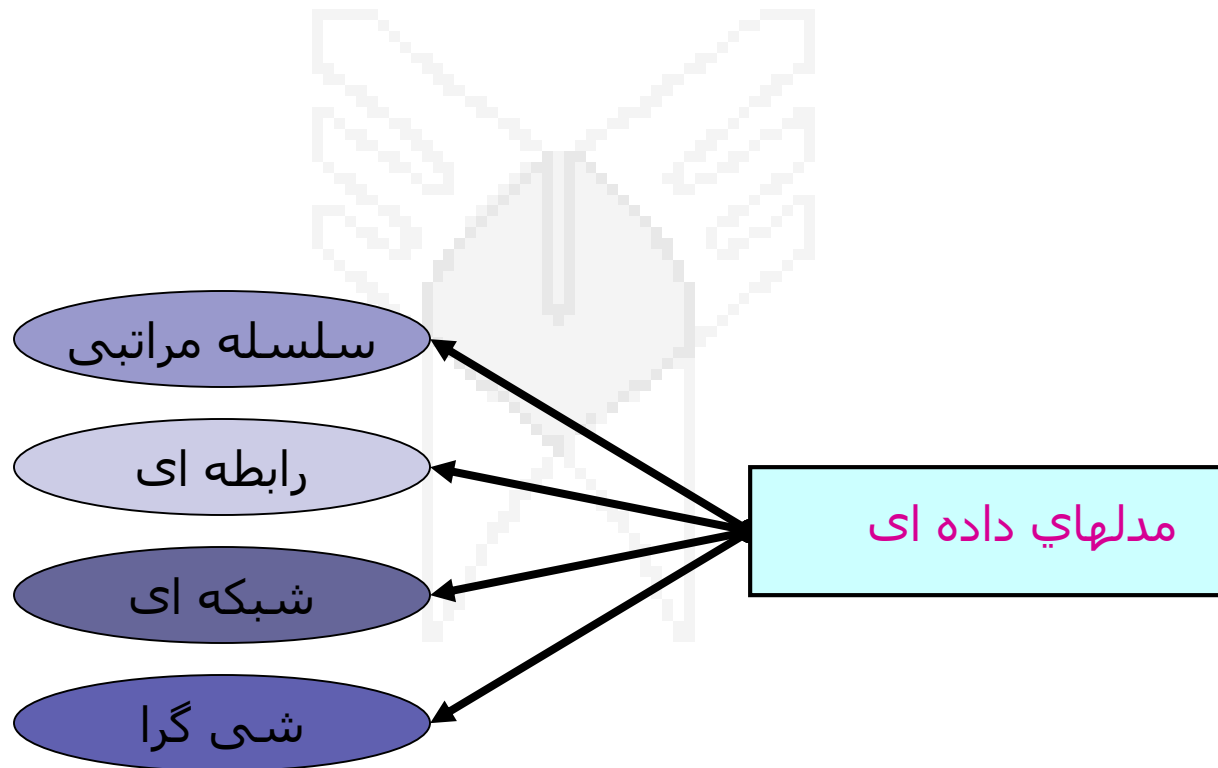 مدلهاي داده ای
سلسله مراتبی
رابطه ای
شبکه ای
شی گرا